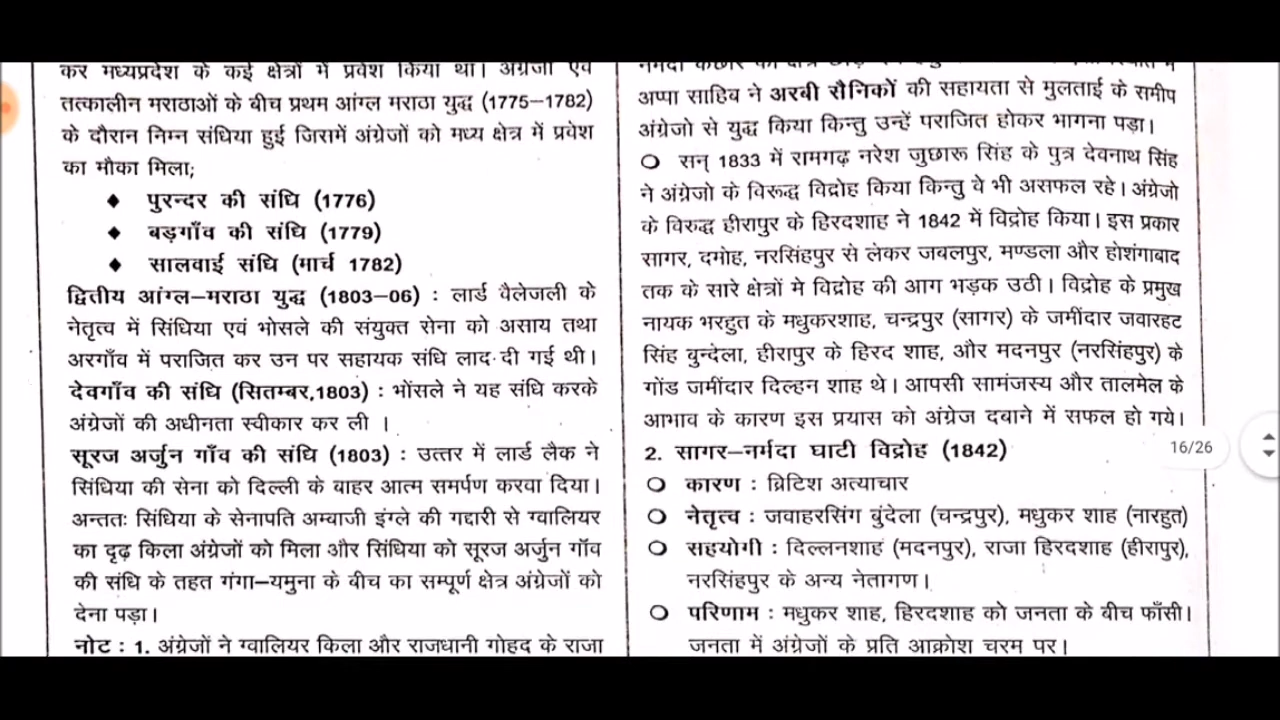 कर मध्यप्रदेश के कई क्षेत्रों में प्रवेश किया था। अंग्रेजों एवं
तत्कालीन मराठाओं के बीच प्रथम आंग्ल मराठा युद्ध (1775–1782)
के दौरान निम्न संधिया हुई जिसमें अंग्रेजों को मध्य क्षेत्र में प्रवेश
का मौका मिला;
♦ पुरन्दर की संधि (1776)
♦ बड़गाँव की संधि (1779)
♦ सालवाई संधि (मार्च 1782)
द्वितीय आंग्ल–मराठा युद्ध (1803–06) : लार्ड वैलेजली के
नेतृत्व में सिंधिया एवं भोसले की संयुक्त सेना को असाय तथा
अरगाँव में पराजित कर उन पर सहायक संधि लाद दी गई थी।
देवगाँव की संधि (सितम्बर,1803) : भोंसले ने यह संधि करके
अंग्रेजों की अधीनता स्वीकार कर ली ।
सूरज अर्जुन गाँव की संधि (1803) : उत्तर में लार्ड लैक ने
सिंधिया की सेना को दिल्ली के बाहर आत्म समर्पण करवा दिया।
अन्ततः सिंधिया के सेनापति अम्बाजी इंग्ले की गद्दारी से ग्वालियर
का दृढ़ किला अंग्रेजों को मिला और सिंधिया को सूरज अर्जुन गॉव
की संधि के तहत गंगा–यमुना के बीच का सम्पूर्ण क्षेत्र अंग्रेजों को
देना पड़ा।
नोट : 1. अंग्रेजों ने ग्वालियर किला और राजधानी गोहद के राजा
अप्पा साहिब ने अरबी सैनिकों की सहायता से मुलताई के समीप
अंग्रेजो से युद्ध किया किन्तु उन्हें पराजित होकर भागना पड़ा।
O सन् 1833 में रामगढ़ नरेश जुछारू सिंह के पुत्र देवनाथ सिंह
ने अंग्रेजो के विरूद्ध विद्रोह किया किन्तु वे भी असफल रहे। अंग्रेजो
के विरुद्ध हीरापुर के हिरदशाह ने 1842 में विद्रोह किया। इस प्रकार
सागर, दमोह, नरसिंहपुर से लेकर जबलपुर, मण्डला और होशंगाबाद
तक के सारे क्षेत्रों मे विद्रोह की आग भड़क उठी। विद्रोह के प्रमुख
नायक भरहुत के मधुकरशाह, चन्द्रपुर (सागर) के जमींदार जवारहट
सिंह बुन्देला, हीरापुर के हिरद शाह, और मदनपुर (नरसिंहपुर) के
गोंड जमींदार दिल्हन शाह थे। आपसी सामंजस्य और तालमेल के
आभाव के कारण इस प्रयास को अंग्रेज दबाने में सफल हो गये।
2. सागर–नर्मदा घाटी विद्रोह (1842)
O कारण : ब्रिटिश अत्याचार
O नेतृत्व : जवाहरसिंग बुंदेला (चन्द्रपुर), मधुकर शाह (नारहुत)
O सहयोगी : दिल्लनशाह (मदनपुर), राजा हिरदशाह (हीरापुर),
नरसिंहपुर के अन्य नेतागण।
O परिणाम : मधुकर शाह, हिरदशाह को जनता के बीच फाँसी।
जनता में अंग्रेजों के प्रति आक्रोश चरम पर।
16/26